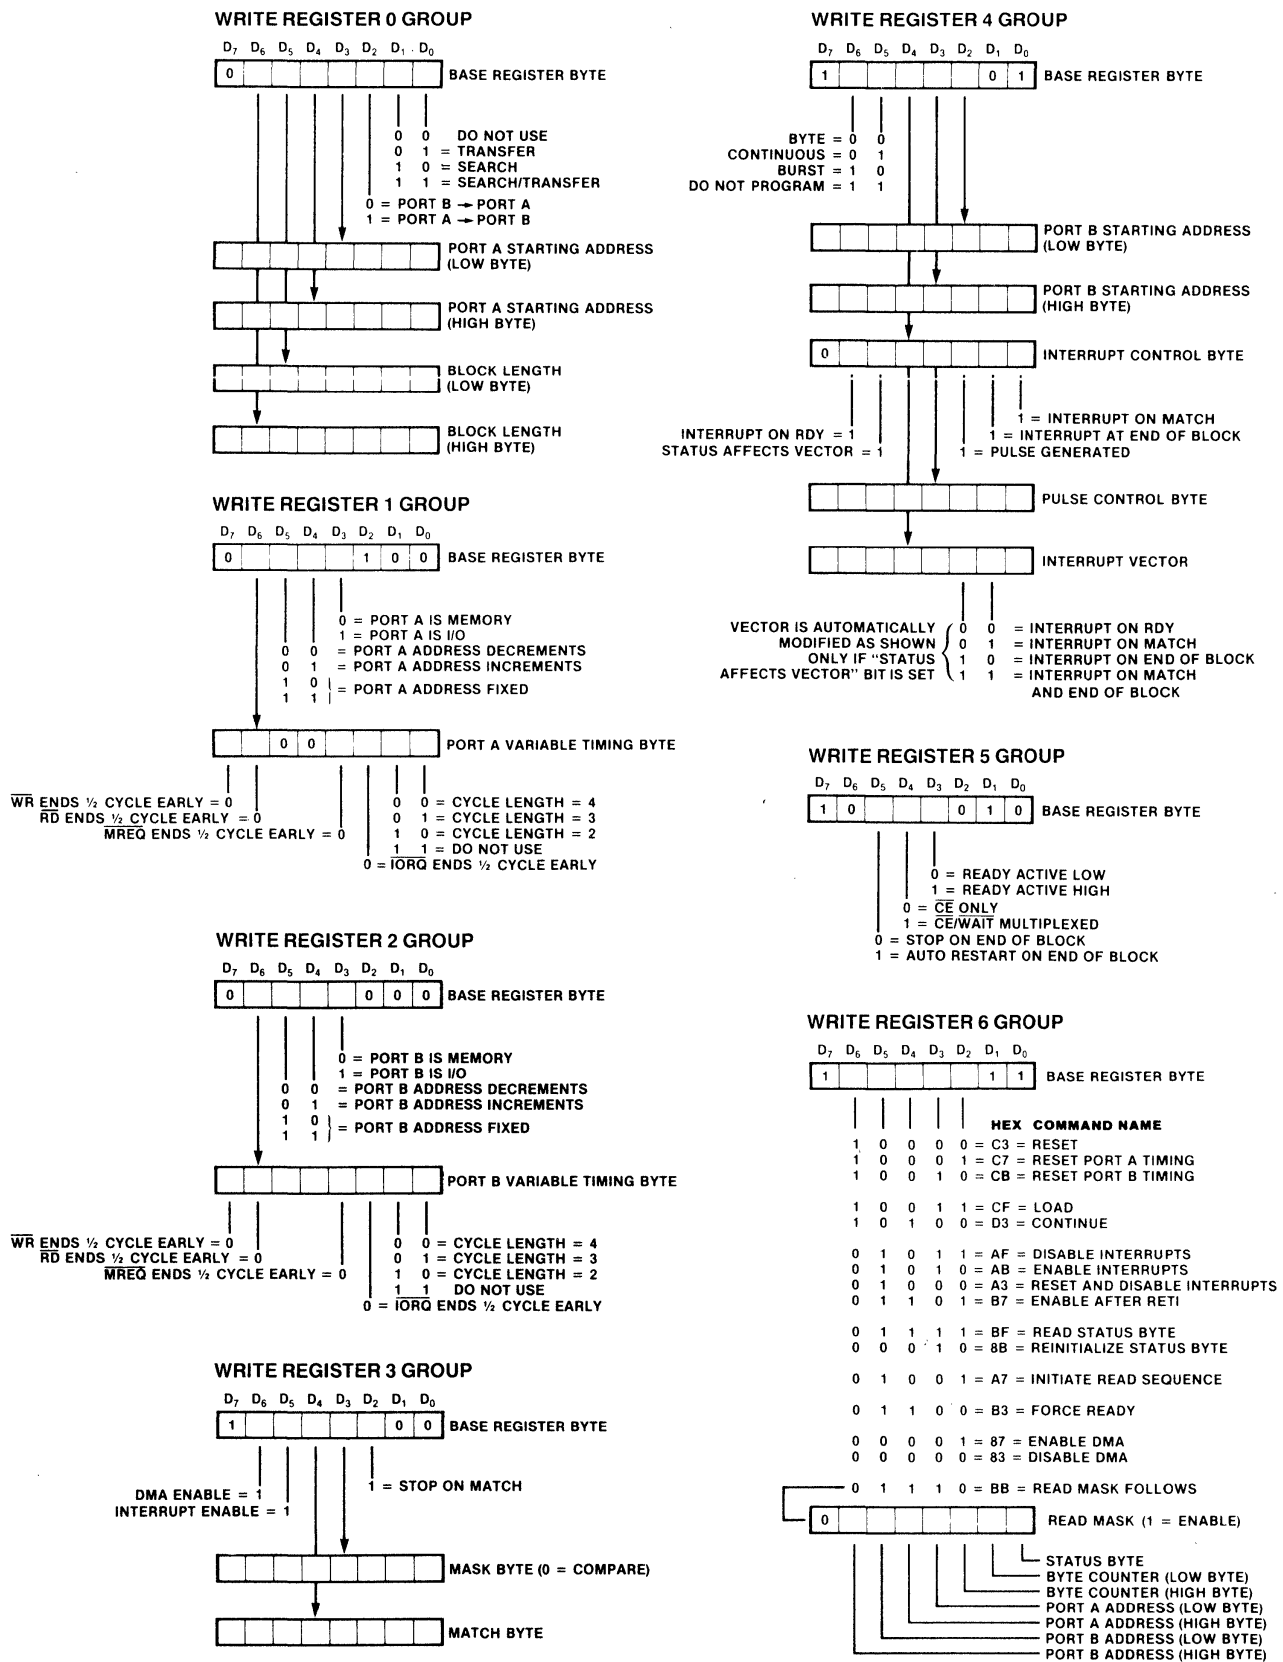 WRITE REGISTER 0 GROUP
D7 D6 D5 D4 D3 D2 D1 D0
0 BASE REGISTER BYTE
0 0 DO NOT USE
0 1 = TRANSFER
1 0 = SEARCH
1 1 = SEARCH/TRANSFER
0 = PORT B → PORT A
1 = PORT A → PORT B
PORT A STARTING ADDRESS
(LOW BYTE)
PORT A STARTING ADDRESS
(HIGH BYTE)
BLOCK LENGTH
(LOW BYTE)
BLOCK LENGTH
(HIGH BYTE)
WRITE REGISTER 1 GROUP
D7 D6 D5 D4 D3 D2 D1 D0
0 1 0 0 BASE REGISTER BYTE
0 = PORT A IS MEMORY
1 = PORT A IS I/O
0 0 = PORT A ADDRESS DECREMENTS
0 1 = PORT A ADDRESS INCREMENTS
1 0
1 1 } = PORT A ADDRESS FIXED
0 0 PORT A VARIABLE TIMING BYTE
W̅R̅ ENDS ½ CYCLE EARLY = 0 0 0 = CYCLE LENGTH = 4
R̅D̅ ENDS ½ CYCLE EARLY = 0 0 1 = CYCLE LENGTH = 3
M̅R̅E̅Q̅ ENDS ½ CYCLE EARLY = 0 1 0 = CYCLE LENGTH = 2
1 1 = DO NOT USE
0 = I̅O̅R̅Q̅ ENDS ½ CYCLE EARLY
WRITE REGISTER 2 GROUP
D7 D6 D5 D4 D3 D2 D1 D0
0 0 0 0 BASE REGISTER BYTE
0 = PORT B IS MEMORY
1 = PORT B IS I/O
0 0 = PORT B ADDRESS DECREMENTS
0 1 = PORT B ADDRESS INCREMENTS
1 0
1 1 } = PORT B ADDRESS FIXED
PORT B VARIABLE TIMING BYTE
W̅R̅ ENDS ½ CYCLE EARLY = 0 0 0 = CYCLE LENGTH = 4
R̅D̅ ENDS ½ CYCLE EARLY = 0 0 1 = CYCLE LENGTH = 3
M̅R̅E̅Q̅ ENDS ½ CYCLE EARLY = 0 1 0 = CYCLE LENGTH = 2
1 1 DO NOT USE
0 = I̅O̅R̅Q̅ ENDS ½ CYCLE EARLY
WRITE REGISTER 3 GROUP
D7 D6 D5 D4 D3 D2 D1 D0
1 0 0 BASE REGISTER BYTE
1 = STOP ON MATCH
DMA ENABLE = 1
INTERRUPT ENABLE = 1
MASK BYTE (0 = COMPARE)
MATCH BYTE
WRITE REGISTER 4 GROUP
D7 D6 D5 D4 D3 D2 D1 D0
1 0 1 BASE REGISTER BYTE
BYTE = 0 0
CONTINUOUS = 0 1
BURST = 1 0
DO NOT PROGRAM = 1 1
PORT B STARTING ADDRESS
(LOW BYTE)
PORT B STARTING ADDRESS
(HIGH BYTE)
0 INTERRUPT CONTROL BYTE
1 = INTERRUPT ON MATCH
INTERRUPT ON RDY = 1 1 = INTERRUPT AT END OF BLOCK
STATUS AFFECTS VECTOR = 1 1 = PULSE GENERATED
PULSE CONTROL BYTE
INTERRUPT VECTOR
VECTOR IS AUTOMATICALLY 0 0 = INTERRUPT ON RDY
MODIFIED AS SHOWN 0 1 = INTERRUPT ON MATCH
ONLY IF "STATUS 1 0 = INTERRUPT ON END OF BLOCK
AFFECTS VECTOR" BIT IS SET 1 1 = INTERRUPT ON MATCH
AND END OF BLOCK
WRITE REGISTER 5 GROUP
D7 D6 D5 D4 D3 D2 D1 D0
1 0 0 1 0 BASE REGISTER BYTE
0 = READY ACTIVE LOW
1 = READY ACTIVE HIGH
0 = C̅E̅ ONLY
1 = C̅E̅/W̅A̅I̅T̅ MULTIPLEXED
0 = STOP ON END OF BLOCK
1 = AUTO RESTART ON END OF BLOCK
WRITE REGISTER 6 GROUP
D7 D6 D5 D4 D3 D2 D1 D0
1 1 1 BASE REGISTER BYTE
HEX COMMAND NAME
1 0 0 0 0 = C3 = RESET
1 0 0 0 1 = C7 = RESET PORT A TIMING
1 0 0 1 0 = CB = RESET PORT B TIMING
1 0 0 1 1 = CF = LOAD
1 0 1 0 0 = D3 = CONTINUE
0 1 0 1 1 = AF = DISABLE INTERRUPTS
0 1 0 1 0 = AB = ENABLE INTERRUPTS
0 1 0 0 0 = A3 = RESET AND DISABLE INTERRUPTS
0 1 1 0 1 = B7 = ENABLE AFTER RETI
0 1 1 1 1 = BF = READ STATUS BYTE
0 0 0 1 0 = 8B = REINITIALIZE STATUS BYTE
0 1 0 0 1 = A7 = INITIATE READ SEQUENCE
0 1 1 0 0 = B3 = FORCE READY
0 0 0 0 1 = 87 = ENABLE DMA
0 0 0 0 0 = 83 = DISABLE DMA
0 1 1 1 0 = BB = READ MASK FOLLOWS
0 READ MASK (1 = ENABLE)
STATUS BYTE
BYTE COUNTER (LOW BYTE)
BYTE COUNTER (HIGH BYTE)
PORT A ADDRESS (LOW BYTE)
PORT A ADDRESS (HIGH BYTE)
PORT B ADDRESS (LOW BYTE)
PORT B ADDRESS (HIGH BYTE)